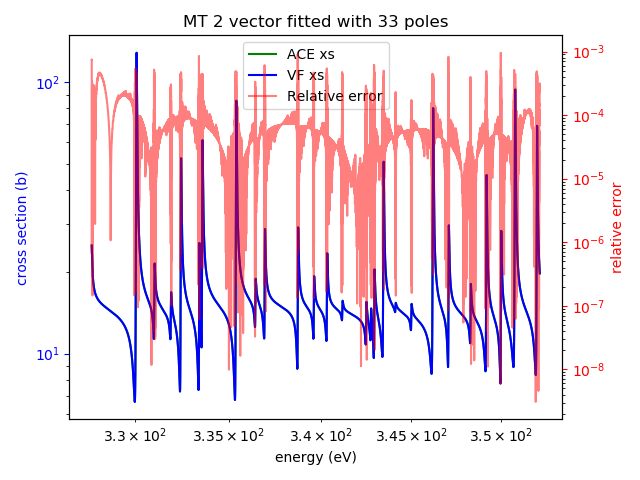 MT 2 vector fitted with 33 poles
ACE xs
VF xs
Relative error
cross section (b)
10²
10¹
relative error
10⁻³
10⁻⁴
10⁻⁵
10⁻⁶
10⁻⁷
10⁻⁸
3.3 × 10² 3.35 × 10² 3.4 × 10² 3.45 × 10² 3.5 × 10²
energy (eV)